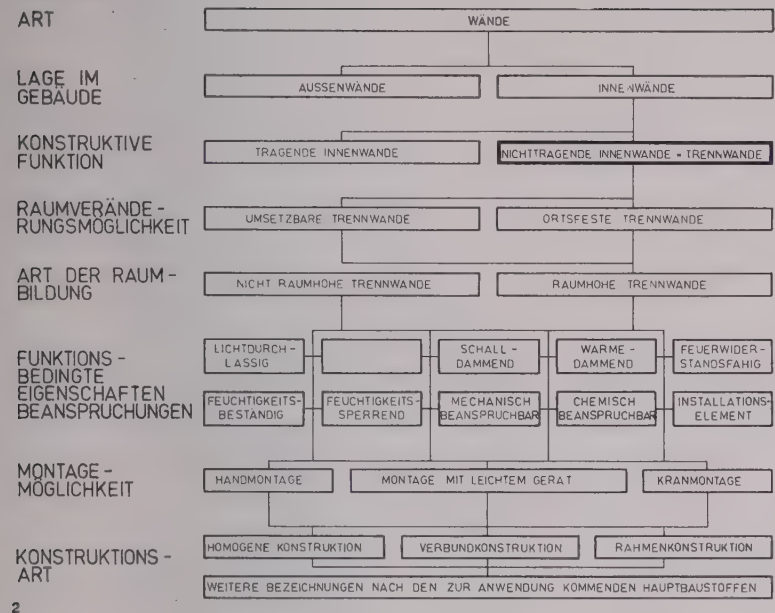 ART
WÄNDE
LAGE IM
GEBÄUDE
AUSSENWÄNDE
INNENWÄNDE
KONSTRUKTIVE
FUNKTION
TRAGENDE INNENWANDE
NICHTTRAGENDE INNENWANDE = TRENNWANDE
RAUMVERÄNDE-
RUNGSMÖGLICHKEIT
UMSETZBARE TRENNWANDE
ORTSFESTE TRENNWANDE
ART DER RAUM-
BILDUNG
NICHT RAUMHOHE TRENNWANDE
RAUMHOHE TRENNWANDE
FUNKTIONS-
BEDINGTE
EIGENSCHAFTEN
BEANSPRUCHUNGEN
LICHTDURCH-
LASSIG
SCHALL-
DAMMEND
WARME-
DAMMEND
FEUERWIDER-
STANDSFAHIG
FEUCHTIGKEITS-
BESTÄNDIG
FEUCHTIGKEITS-
SPERREND
MECHANISCH
BEANSPRUCHBAR
CHEMISCH
BEANSPRUCHBAR
INSTALLATIONS-
ELEMENT
MONTAGE-
MÖGLICHKEIT
HANDMONTAGE
MONTAGE MIT LEICHTEM GERAT
KRANMONTAGE
KONSTRUKTIONS-
ART
HOMOGENE KONSTRUKTION
VERBUNDKONSTRUKTION
RAHMENKONSTRUKTION
WEITERE BEZEICHNUNGEN NACH DEN ZUR ANWENDUNG KOMMENDEN HAUPTBAUSTOFFEN
2